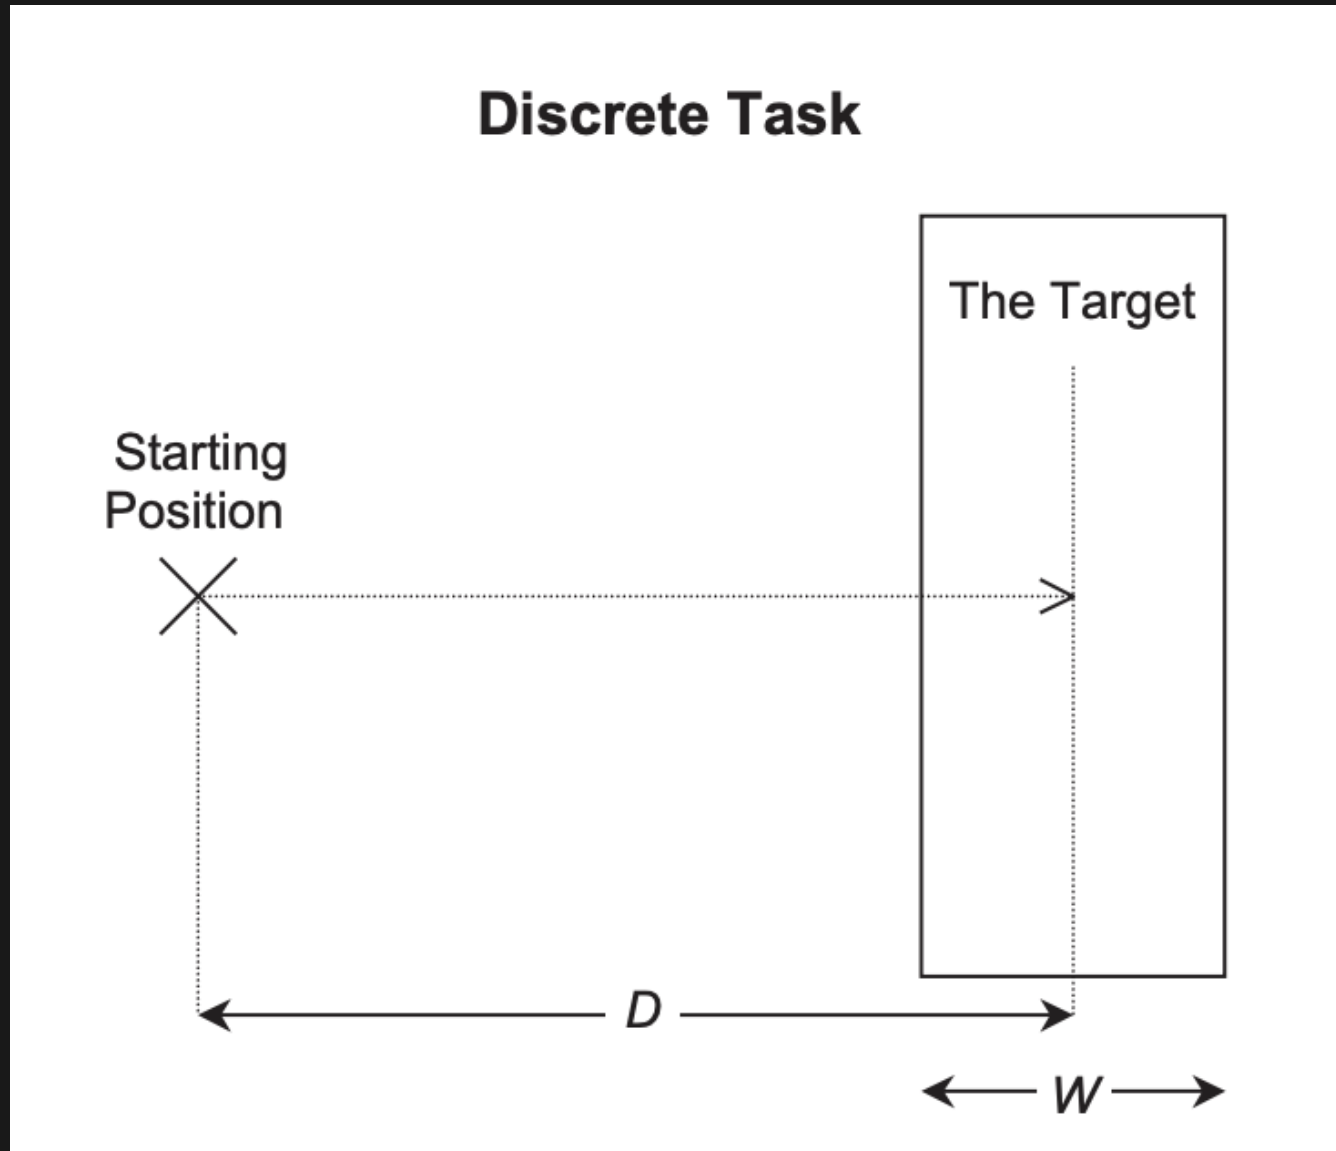 Discrete Task
The Target
Starting
Position
D
W